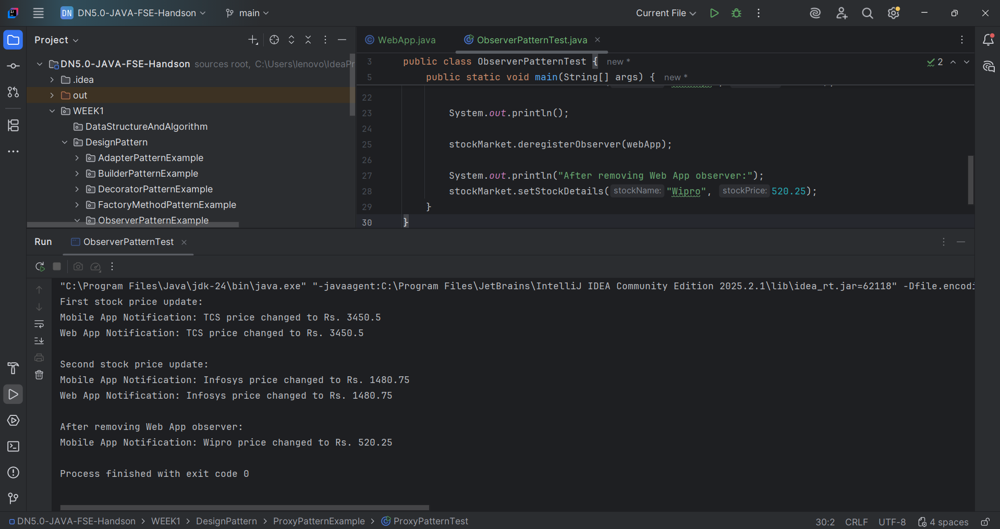 DN DN5.0-JAVA-FSE-Handson main Current File
Project
DN5.0-JAVA-FSE-Handson sources root, C:\Users\lenovo\IdeaPr
.idea
out
WEEK1
DataStructureAndAlgorithm
DesignPattern
AdapterPatternExample
BuilderPatternExample
DecoratorPatternExample
FactoryMethodPatternExample
ObserverPatternExample
WebApp.java ObserverPatternTest.java
3 public class ObserverPatternTest { new *
2
5 public static void main(String[] args) { new *
22
23 System.out.println();
24
25 stockMarket.deregisterObserver(webApp);
26
27 System.out.println("After removing Web App observer:");
28 stockMarket.setStockDetails( stockName: "Wipro", stockPrice: 520.25);
29 }
30 }
Run ObserverPatternTest
"C:\Program Files\Java\jdk-24\bin\java.exe" "-javaagent:C:\Program Files\JetBrains\IntelliJ IDEA Community Edition 2025.2.1\lib\idea_rt.jar=62118" -Dfile.encodi
First stock price update:
Mobile App Notification: TCS price changed to Rs. 3450.5
Web App Notification: TCS price changed to Rs. 3450.5
Second stock price update:
Mobile App Notification: Infosys price changed to Rs. 1480.75
Web App Notification: Infosys price changed to Rs. 1480.75
After removing Web App observer:
Mobile App Notification: Wipro price changed to Rs. 520.25
Process finished with exit code 0
DN5.0-JAVA-FSE-Handson > WEEK1 > DesignPattern > ProxyPatternExample > ProxyPatternTest
30:2 CRLF UTF-8 4 spaces